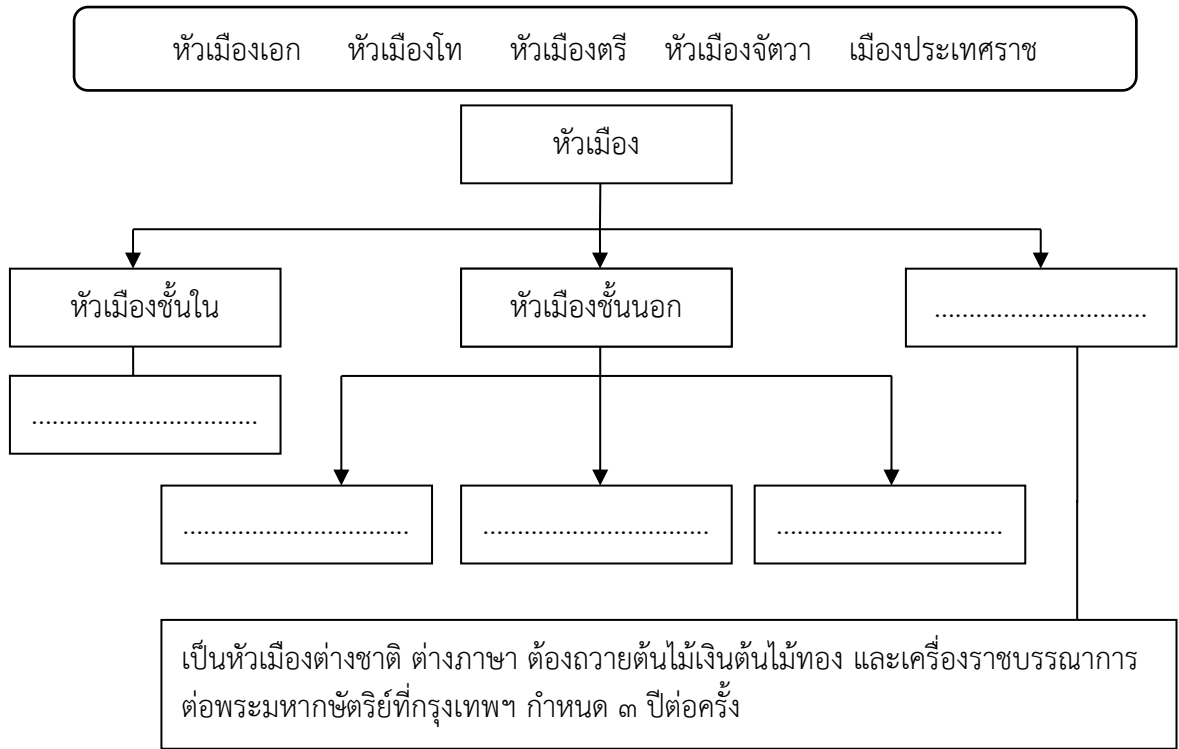 หัวเมืองเอก หัวเมืองโท หัวเมืองตรี หัวเมืองจัตวา เมืองประเทศราช
หัวเมือง
หัวเมืองชั้นใน
หัวเมืองชั้นนอก
................................
..................................
..................................
..................................
..................................
เป็นหัวเมืองต่างชาติ ต่างภาษา ต้องถวายต้นไม้เงินต้นไม้ทอง และเครื่องราชบรรณาการ
ต่อพระมหากษัตริย์ที่กรุงเทพฯ กำหนด ๓ ปีต่อครั้ง